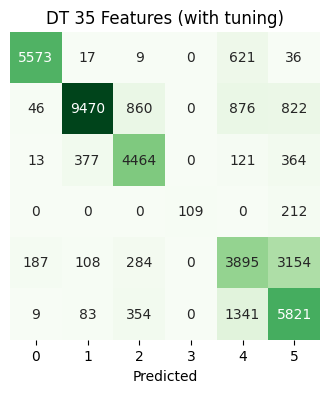 DT 35 Features (with tuning)
5573 17 9 0 621 36
46 9470 860 0 876 822
13 377 4464 0 121 364
0 0 0 109 0 212
187 108 284 0 3895 3154
9 83 354 0 1341 5821
0 1 2 3 4 5
Predicted